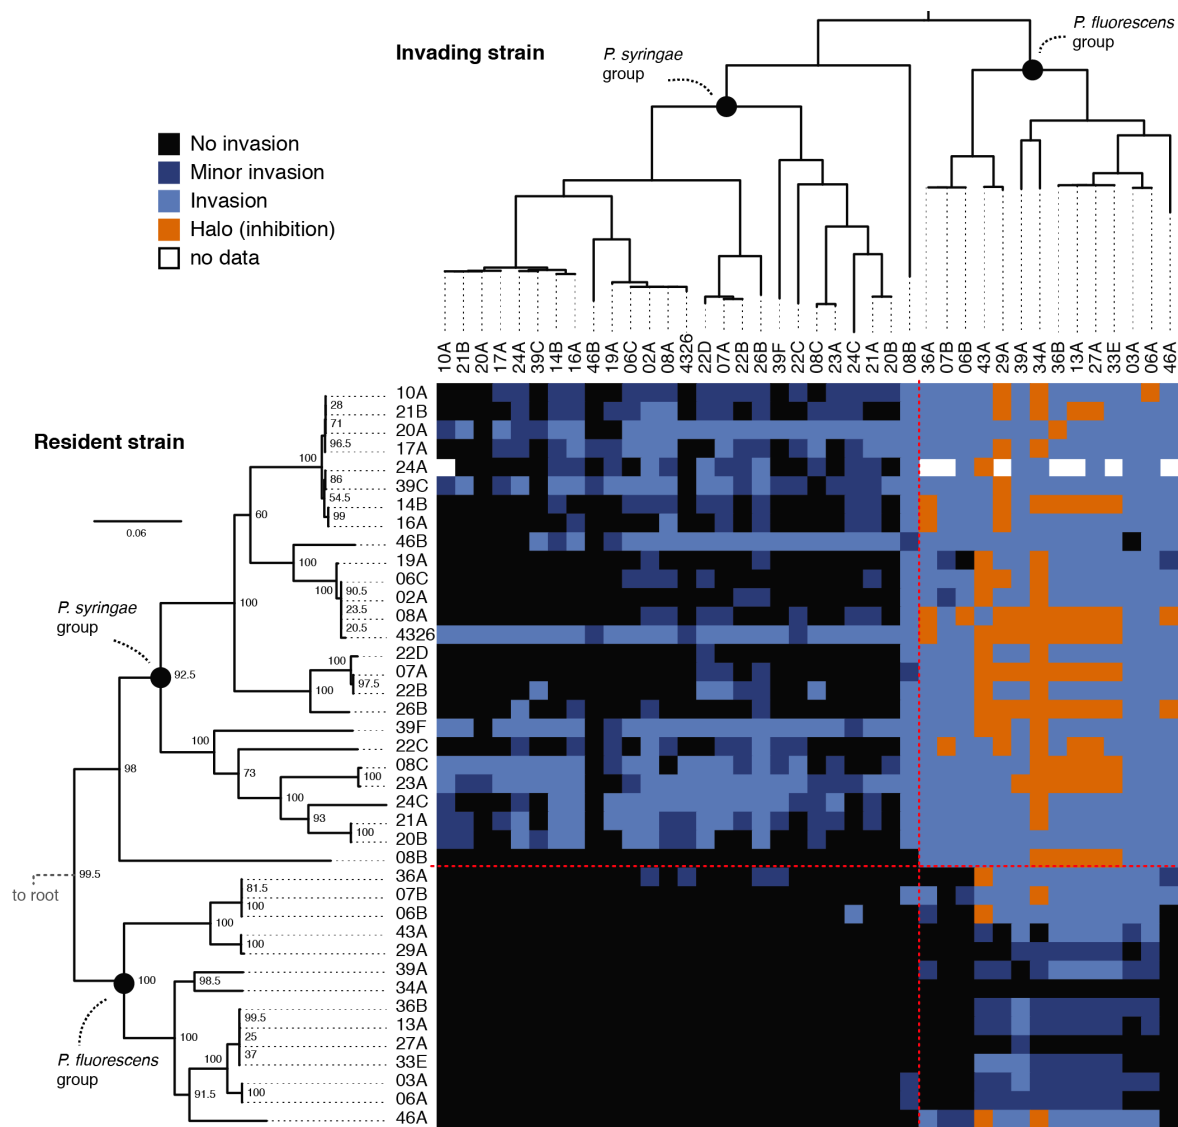 P. fluorescens
group
Invading strain
P. syringae
group
No invasion
Minor invasion
Invasion
Halo (inhibition)
no data
10A 21B 20A 17A 24A 39C 14B 16A 46B 19A 06C 02A 08A 4326 22D 07A 22B 26B 39F 22C 08C 23A 24C 21A 20B 08B 36A 07B 06B 43A 29A 39A 34A 36B 13A 27A 33E 03A 06A 46A
Resident strain
10A
28
21B
71
20A
96.5
17A
100
24A
86
39C
54.5
14B
60
99
16A
0.06
46B
100
19A
100
90.5
06C
02A
23.5
08A
20.5
4326
P. syringae
group
100
22D
100
07A
97.5
22B
92.5
100
26B
39F
100
22C
98
73
08C
100
23A
100
24C
93
21A
100
20B
08B
99.5
to root
36A
81.5
07B
100
06B
100
43A
100
29A
100
39A
98.5
34A
36B
99.5
13A
25
27A
100
37
33E
100
P. fluorescens
group
03A
100
06A
91.5
46A